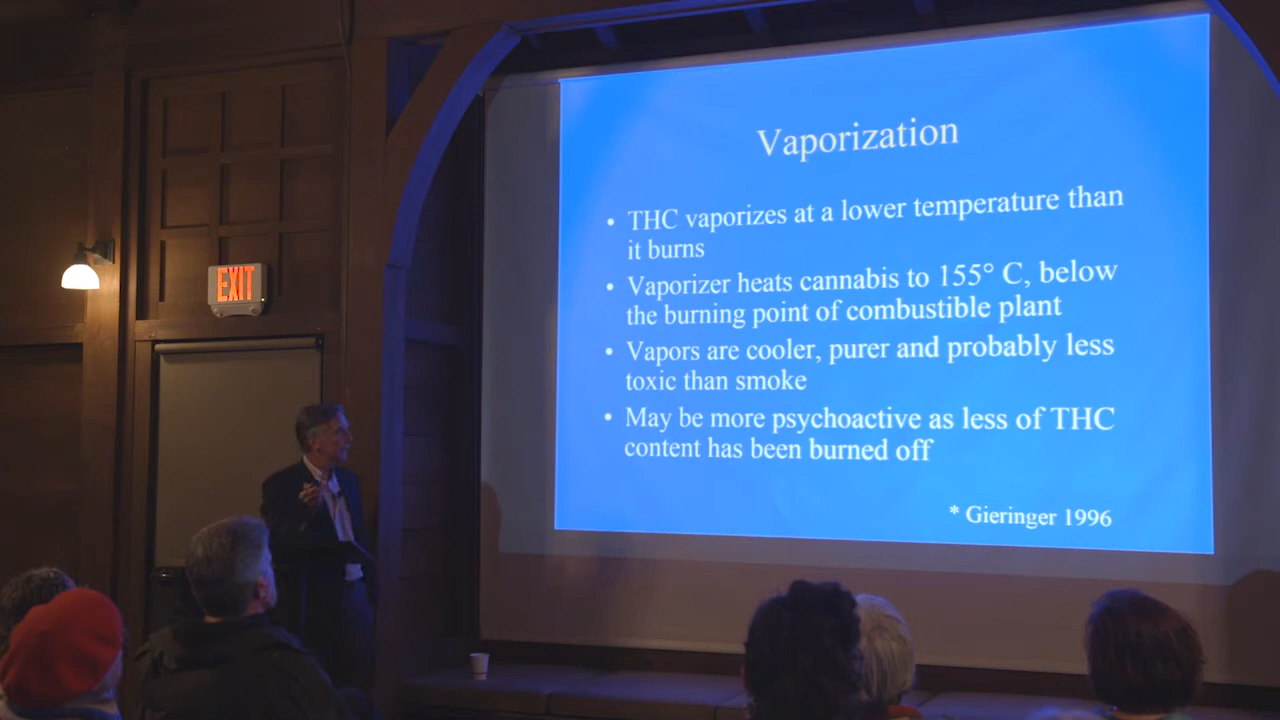 EXIT
Vaporization
• THC vaporizes at a lower temperature than
it burns
• Vaporizer heats cannabis to 155° C, below
the burning point of combustible plant
• Vapors are cooler, purer and probably less
toxic than smoke
• May be more psychoactive as less of THC
content has been burned off
* Gieringer 1996